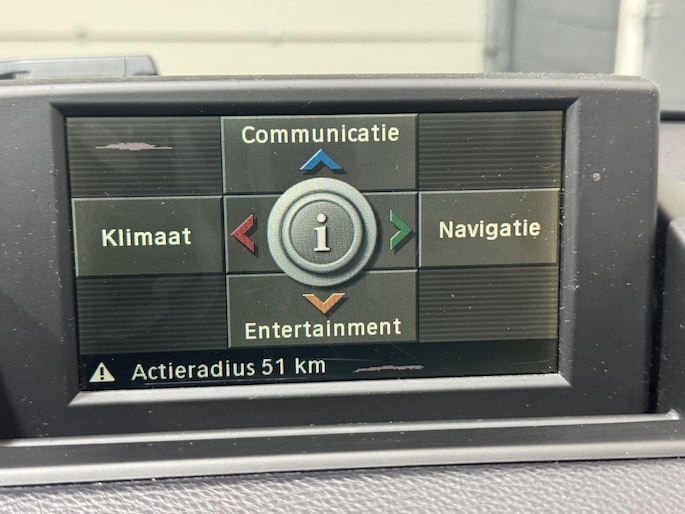 Communicatie
Klimaat
i
Navigatie
Entertainment
Actieradius 51 km